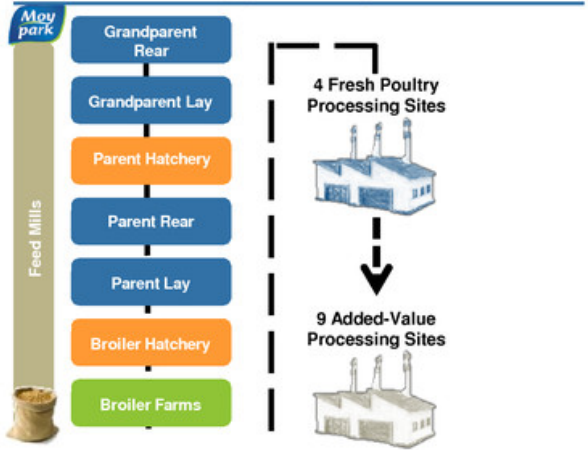 Moy
park
Feed Mills
Grandparent
Rear
Grandparent Lay
Parent Hatchery
Parent Rear
Parent Lay
Broiler Hatchery
Broiler Farms
4 Fresh Poultry
Processing Sites
9 Added-Value
Processing Sites